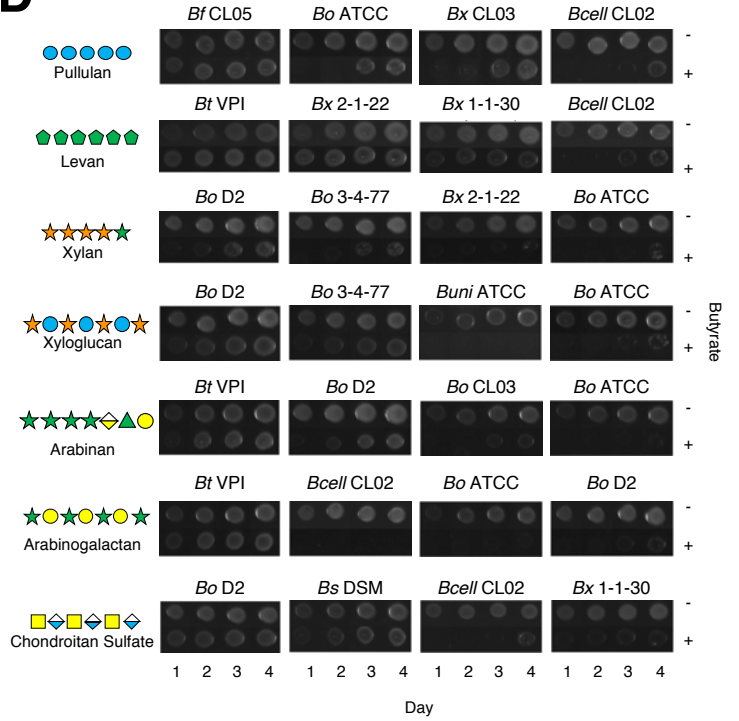 D
Bf CL05 Bo ATCC Bx CL03 Bcell CL02
-
Pullulan
+
Bt VPI Bx 2-1-22 Bx 1-1-30 Bcell CL02
-
Levan
+
Bo D2 Bo 3-4-77 Bx 2-1-22 Bo ATCC
-
Xylan
+
Bo D2 Bo 3-4-77 Buni ATCC Bo ATCC
-
Xyloglucan
+
Butyrate
Bt VPI Bo D2 Bo CL03 Bo ATCC
-
Arabinan
+
Bt VPI Bcell CL02 Bo ATCC Bo D2
-
Arabinogalactan
+
Bo D2 Bs DSM Bcell CL02 Bx 1-1-30
-
Chondroitan Sulfate
+
1 2 3 4 1 2 3 4 1 2 3 4 1 2 3 4
Day